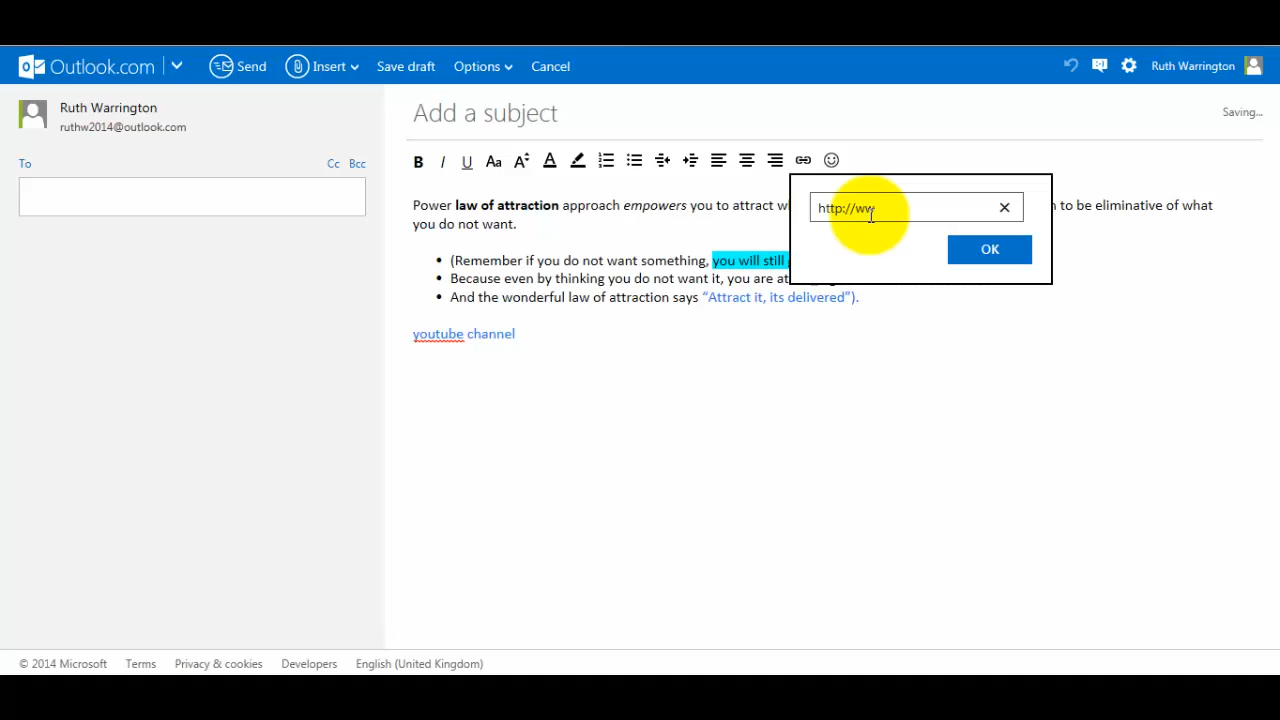 Outlook.com Send Insert Save draft Options Cancel Ruth Warrington
Ruth Warrington
ruthw2014@outlook.com
To Cc Bcc
Add a subject
Saving...
B I U Aa A A
http://ww
OK
Power law of attraction approach empowers you to attract to be eliminative of what
you do not want.
• (Remember if you do not want something, you will still
• Because even by thinking you do not want it, you are
• And the wonderful law of attraction says “Attract it, its delivered”).
youtube channel
© 2014 Microsoft Terms Privacy & cookies Developers English (United Kingdom)